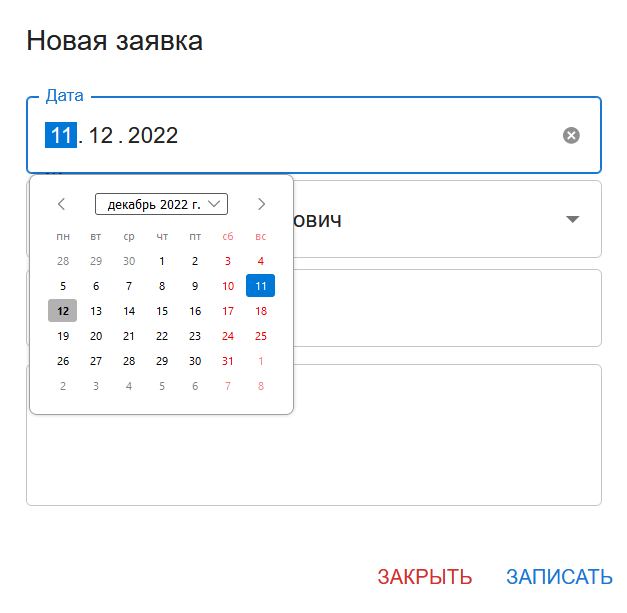 Новая заявка
Дата
11. 12 . 2022
декабрь 2022 г.
пн вт ср чт пт сб вс
28 29 30 1 2 3 4
5 6 7 8 9 10 11
12 13 14 15 16 17 18
19 20 21 22 23 24 25
26 27 28 29 30 31 1
2 3 4 5 6 7 8
ович
ЗАКРЫТЬ ЗАПИСАТЬ